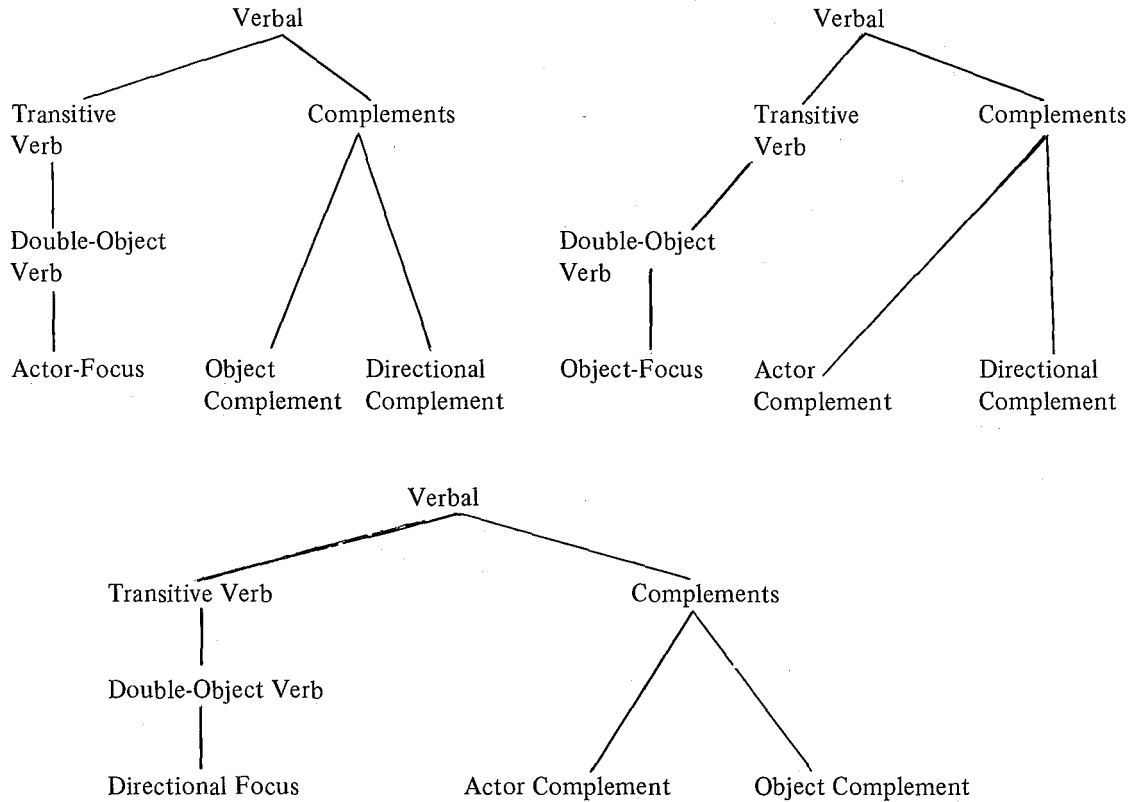 Verbal
Transitive
Verb
Complements
Double-Object
Verb
Actor-Focus
Object
Complement
Directional
Complement
Verbal
Transitive
Verb
Complements
Double-Object
Verb
Object-Focus
Actor
Complement
Directional
Complement
Verbal
Transitive Verb
Complements
Double-Object Verb
Directional Focus
Actor Complement
Object Complement